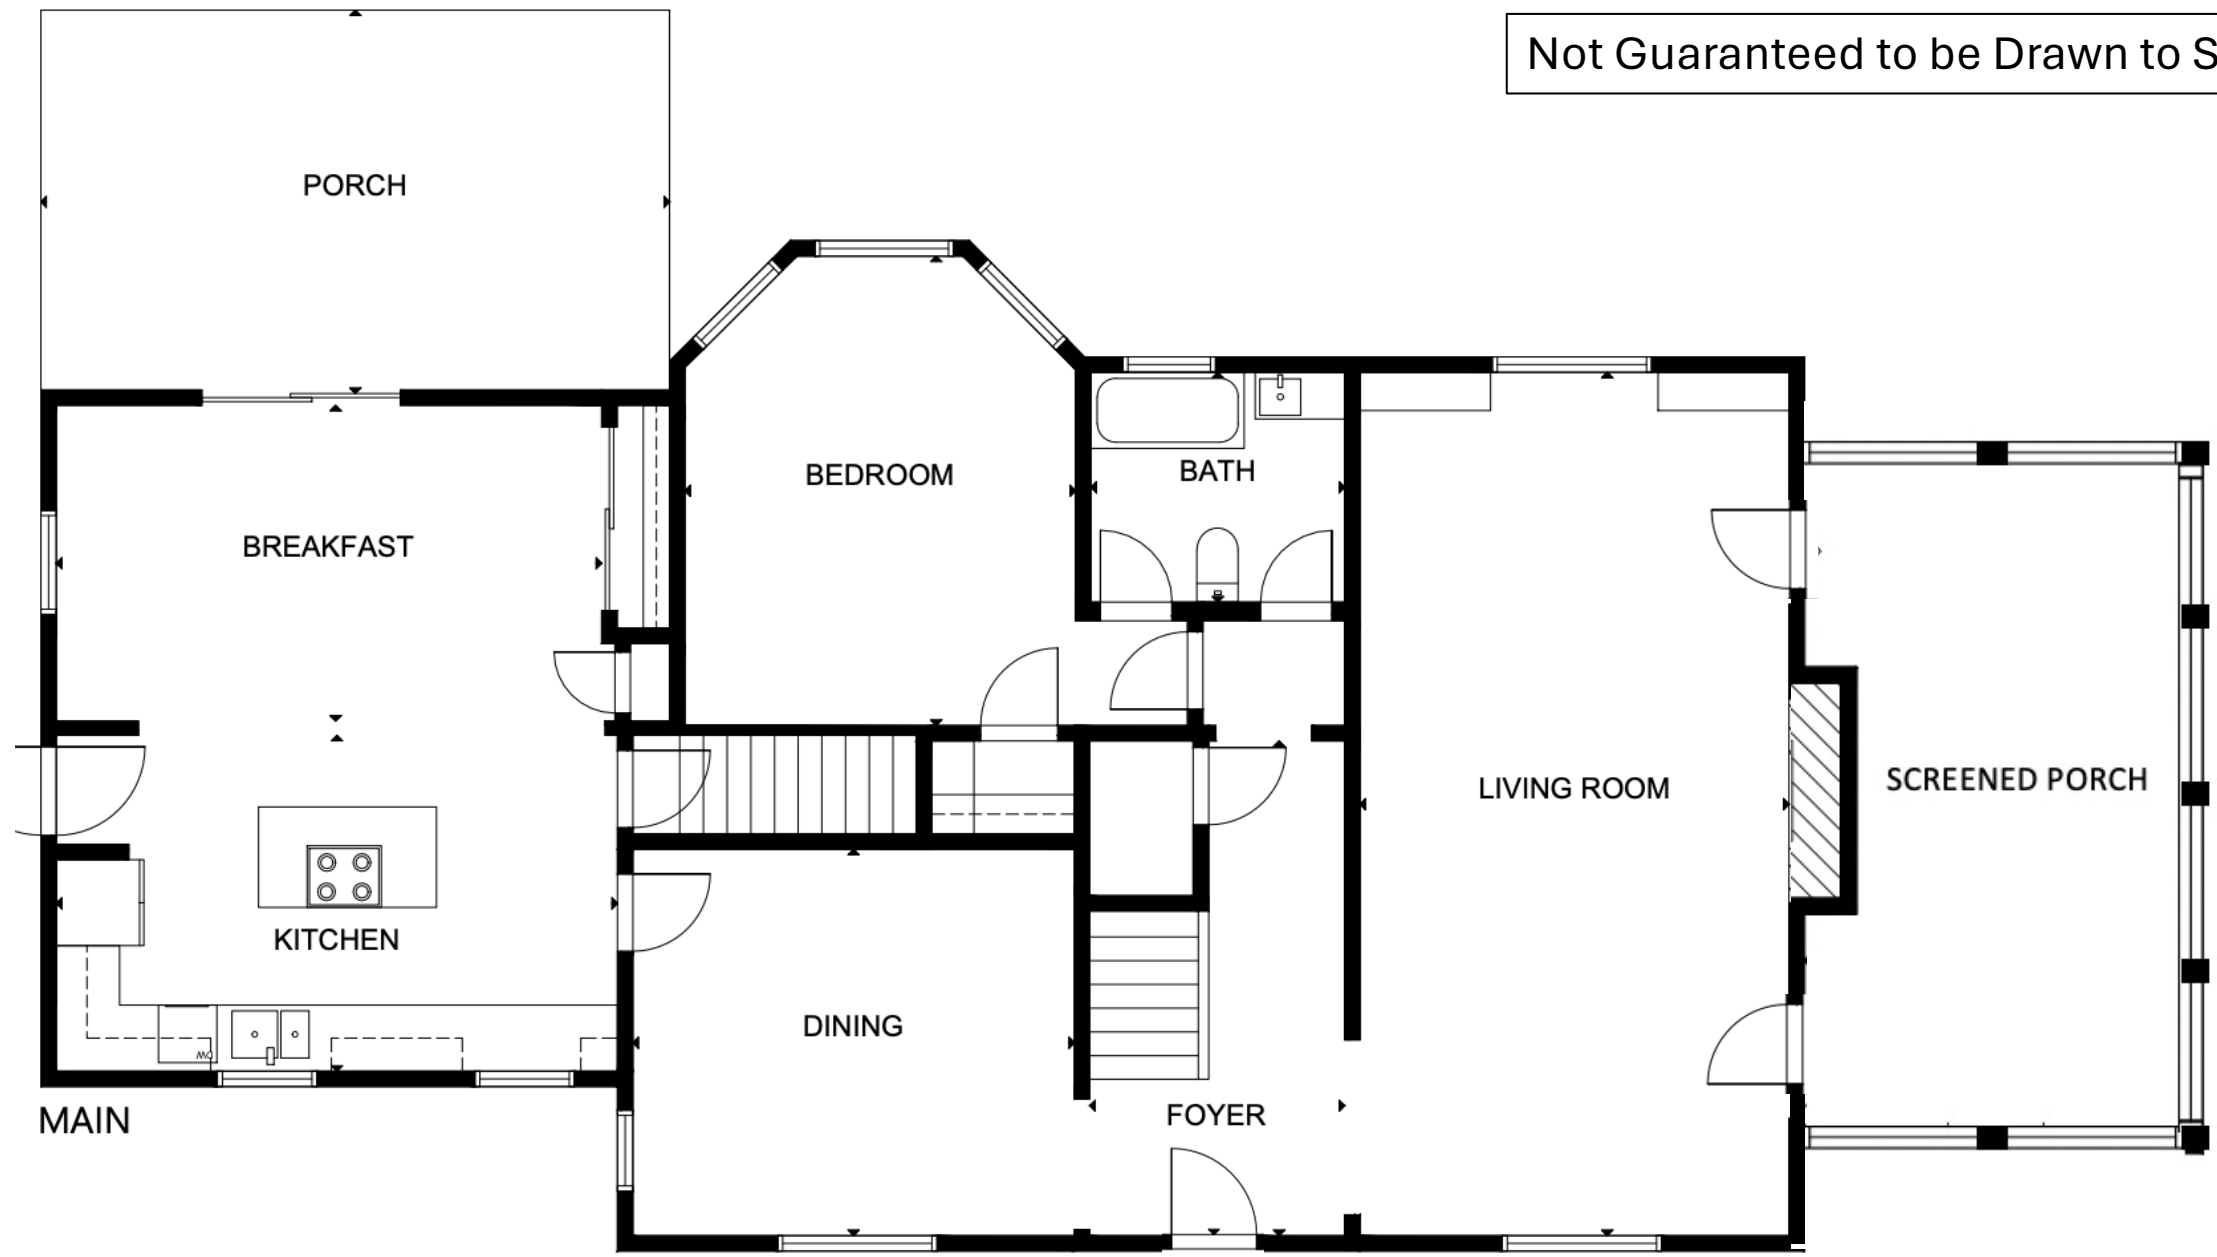 Not Guaranteed to be Drawn to S
PORCH
BEDROOM
BATH
BREAKFAST
LIVING ROOM
SCREENED PORCH
KITCHEN
DINING
MAIN
FOYER